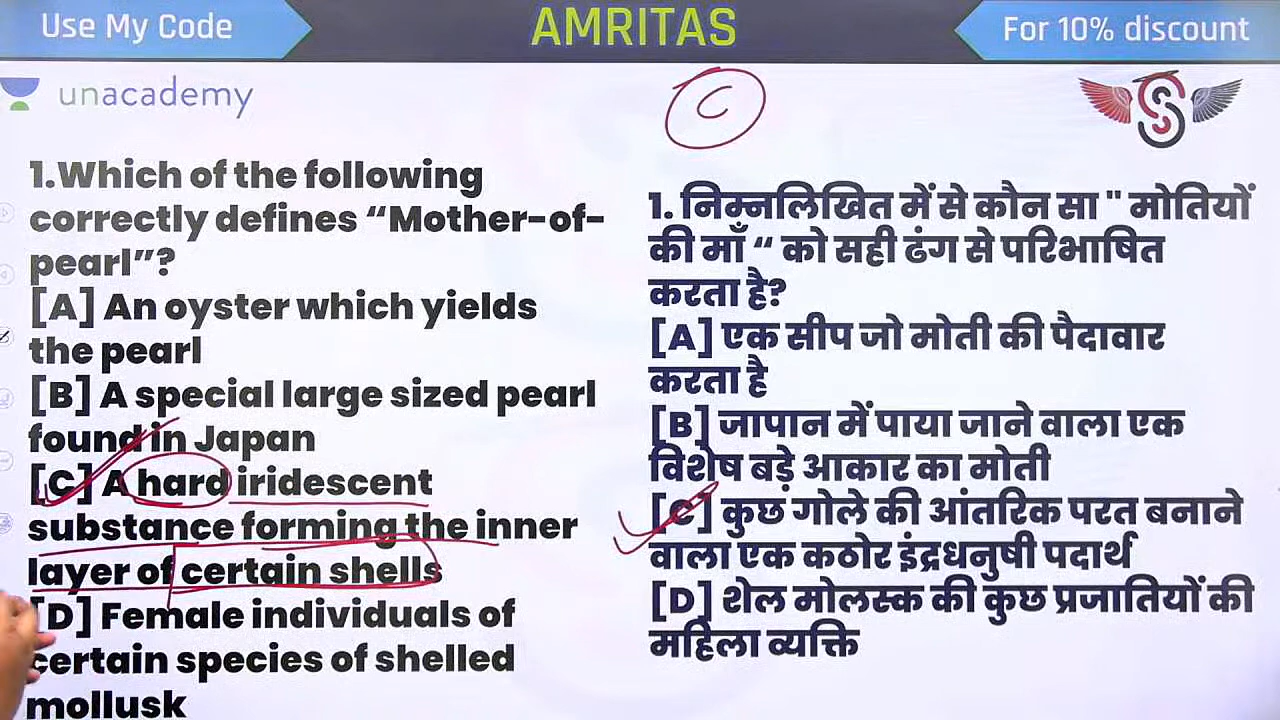 Use My Code
AMRITAS
For 10% discount
unacademy
C
1.Which of the following
correctly defines “Mother-of-
pearl”?
[A] An oyster which yields
the pearl
[B] A special large sized pearl
found in Japan
[C] A hard iridescent
substance forming the inner
layer of certain shells
[D] Female individuals of
certain species of shelled
mollusk
1. निम्नलिखित में से कौन सा " मोतियों
की माँ “ को सही ढंग से परिभाषित
करता है?
[A] एक सीप जो मोती की पैदावार
करता है
[B] जापान में पाया जाने वाला एक
विशेष बड़े आकार का मोती
[C] कुछ गोले की आंतरिक परत बनाने
वाला एक कठोर इंद्रधनुषी पदार्थ
[D] शेल मोलस्क की कुछ प्रजातियों की
महिला व्यक्ति